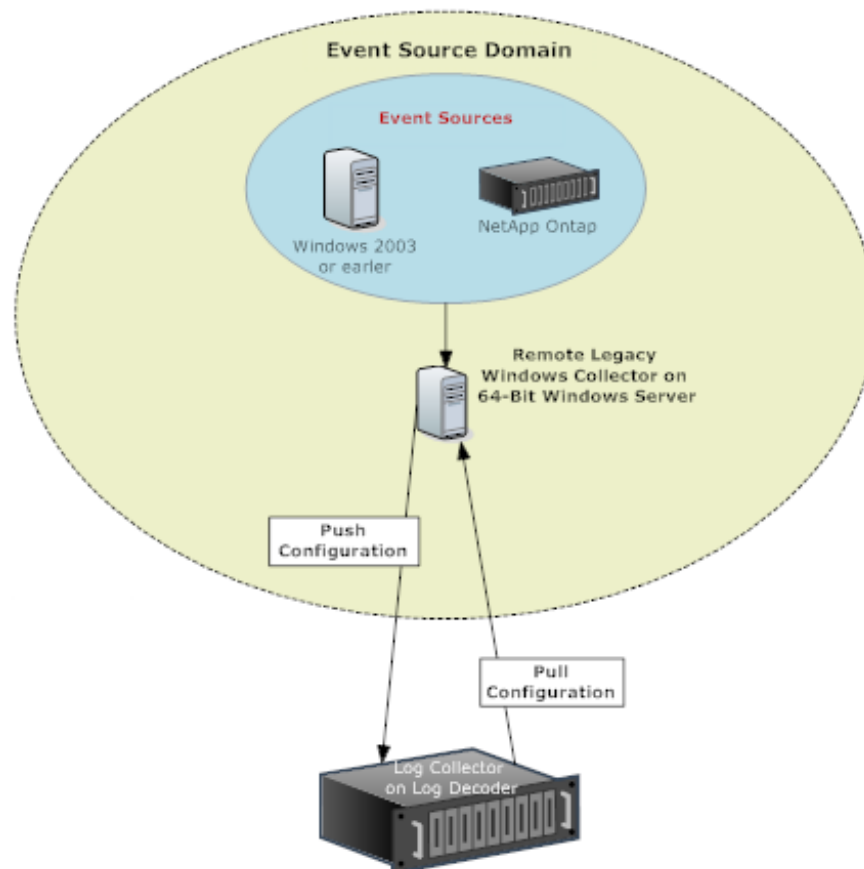 Event Source Domain
Event Sources
Windows 2003
or earler
NetApp Ontap
Remote Legacy
Windows Collector on
64-Bit Windows Server
Push
Configuration
Pull
Configuration
Log Collector
on Log Decoder